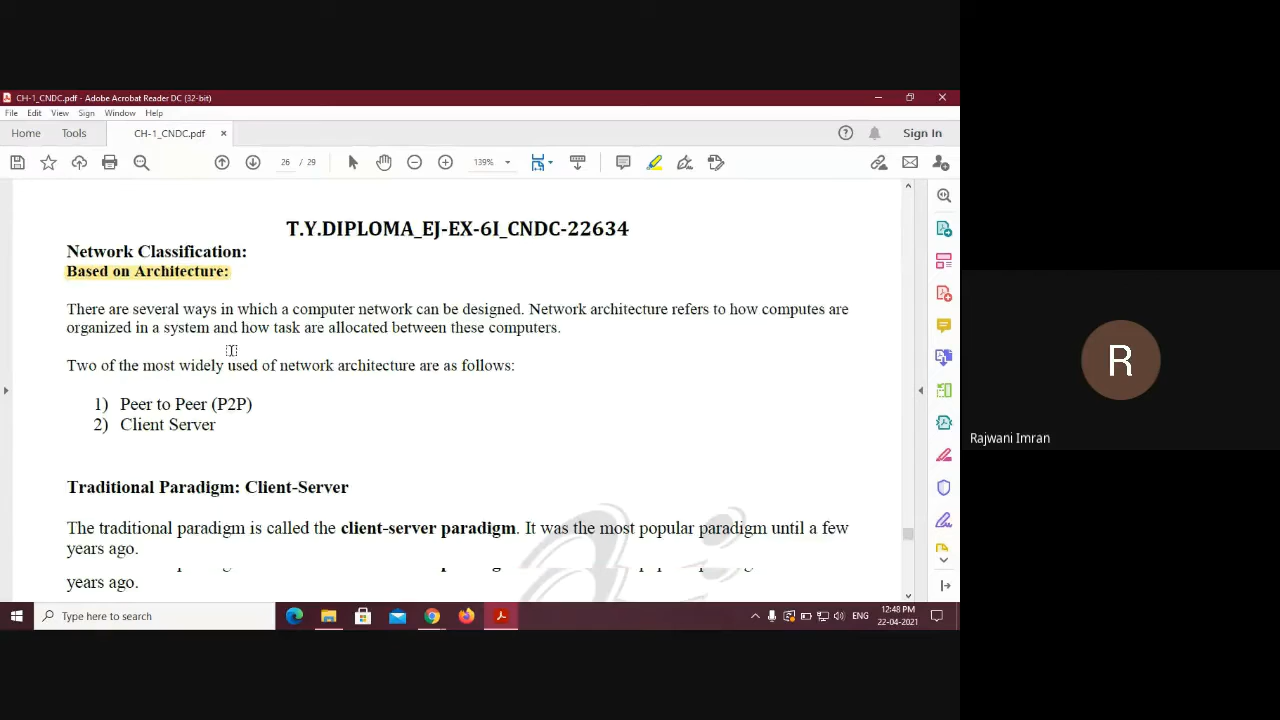 CH-1_CNDC.pdf - Adobe Acrobat Reader DC (32-bit)
File Edit View Sign Window Help
Home Tools CH-1_CNDC.pdf × Sign In
26 / 29 139%
T.Y.DIPLOMA_EJ-EX-6I_CNDC-22634
Network Classification:
Based on Architecture:
There are several ways in which a computer network can be designed. Network architecture refers to how computes are
organized in a system and how task are allocated between these computers.
Two of the most widely used of network architecture are as follows:
1) Peer to Peer (P2P)
2) Client Server
Traditional Paradigm: Client-Server
The traditional paradigm is called the client-server paradigm. It was the most popular paradigm until a few
years ago.
years ago.
Type here to search
ENG
12:48 PM
22-04-2021
R
Rajwani Imran